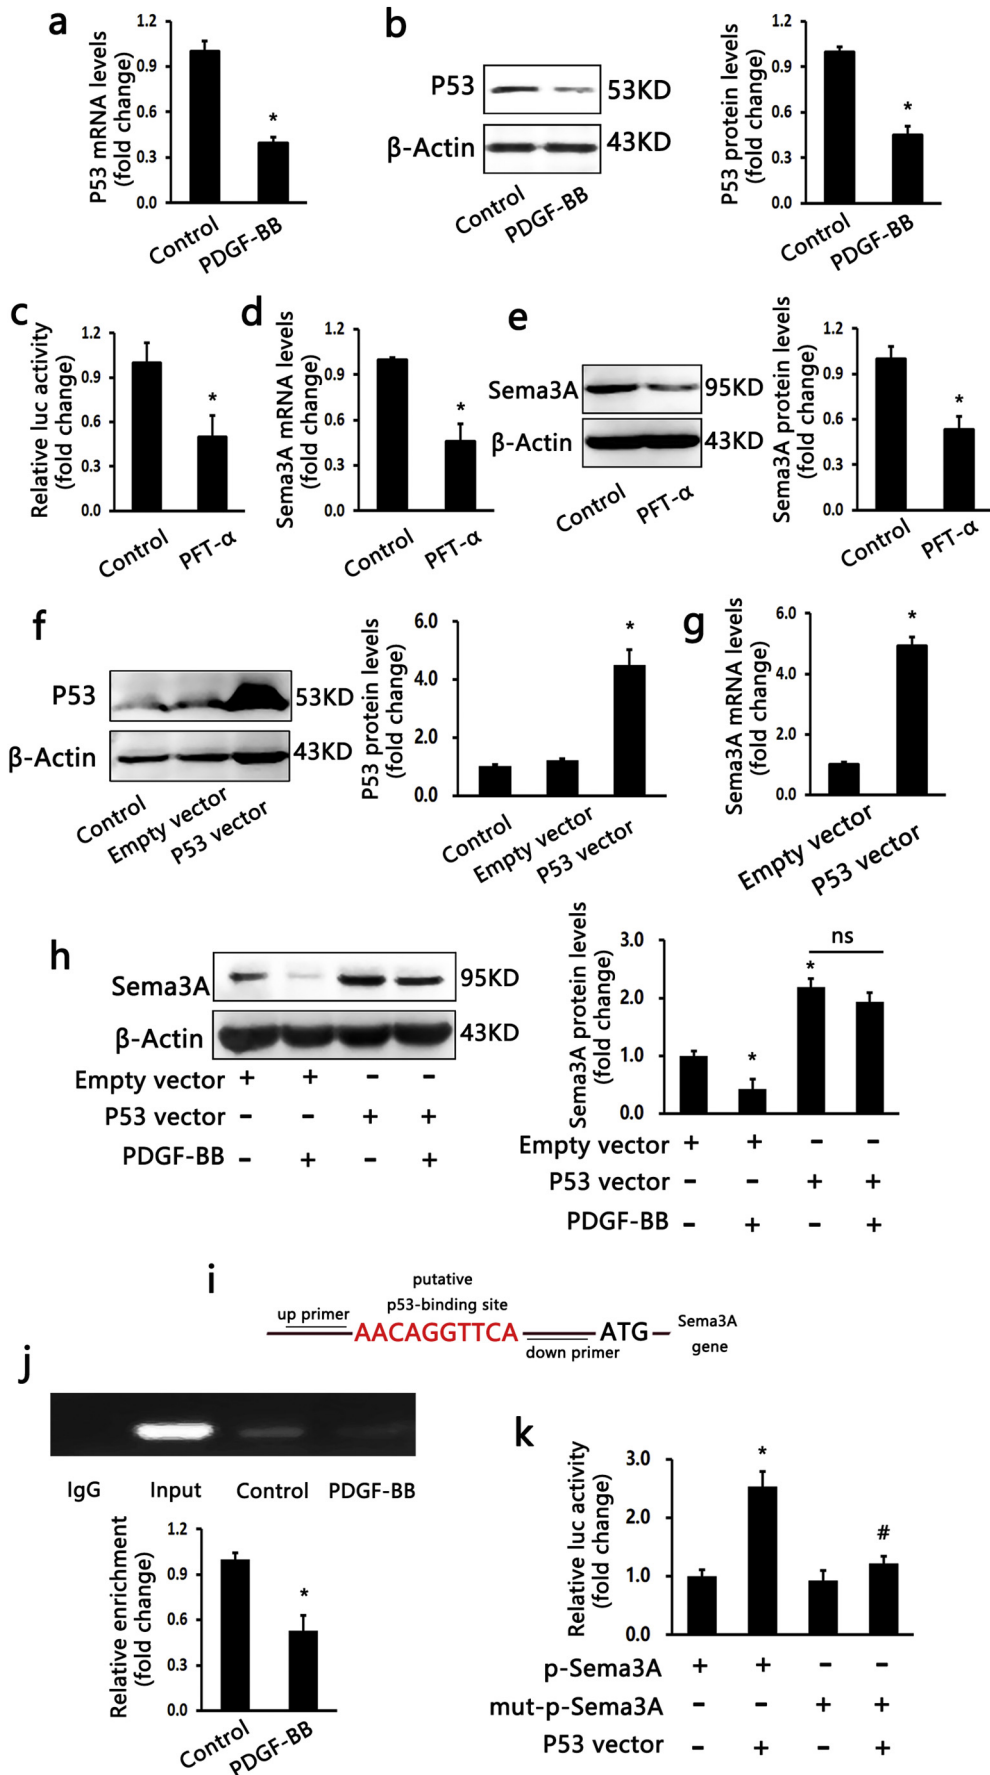 a
P53 mRNA levels
(fold change)
1.2
0.9
0.6
0.3
0.0
*
Control
PDGF-BB
b
P53
53KD
β-Actin
43KD
Control
PDGF-BB
P53 protein levels
(fold change)
1.2
0.9
0.6
0.3
0.0
*
Control
PDGF-BB
c
Relative luc activity
(fold change)
1.2
0.9
0.6
0.3
0.0
*
Control
PFT-α
d
Sema3A mRNA levels
(fold change)
1.2
0.9
0.6
0.3
0.0
*
Control
PFT-α
e
Sema3A
95KD
β-Actin
43KD
Control
PFT-α
Sema3A protein levels
(fold change)
1.2
0.9
0.6
0.3
0.0
*
Control
PFT-α
f
P53
53KD
β-Actin
43KD
Control
Empty vector
P53 vector
P53 protein levels
(fold change)
6.0
4.0
2.0
0.0
*
Control
Empty vector
P53 vector
g
Sema3A mRNA levels
(fold change)
6.0
4.0
2.0
0.0
*
Empty vector
P53 vector
h
Sema3A
95KD
β-Actin
43KD
Empty vector + + - -
P53 vector - - + +
PDGF-BB - + - +
Sema3A protein levels
(fold change)
3.0
2.0
1.0
0.0
*
*
ns
Empty vector + + - -
P53 vector - - + +
PDGF-BB - + - +
i
putative
p53-binding site
up primer
AACAGGTTCA
down primer
ATG
Sema3A
gene
j
IgG Input Control PDGF-BB
Relative enrichment
(fold change)
1.2
0.9
0.6
0.3
0.0
*
Control
PDGF-BB
k
Relative luc activity
(fold change)
3.0
2.0
1.0
0.0
*
#
p-Sema3A + + - -
mut-p-Sema3A - - + +
P53 vector - + - +